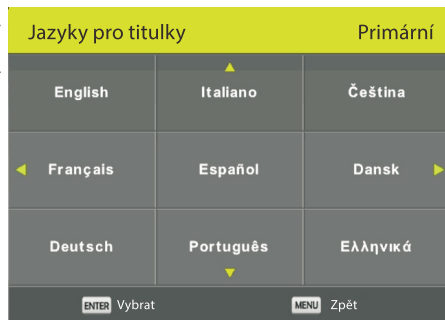 Jazyky pro titulky Primární
English Italiano Čeština
Français Español Dansk
Deutsch Português Ελληνικά
ENTER Vybrat MENU Zpět